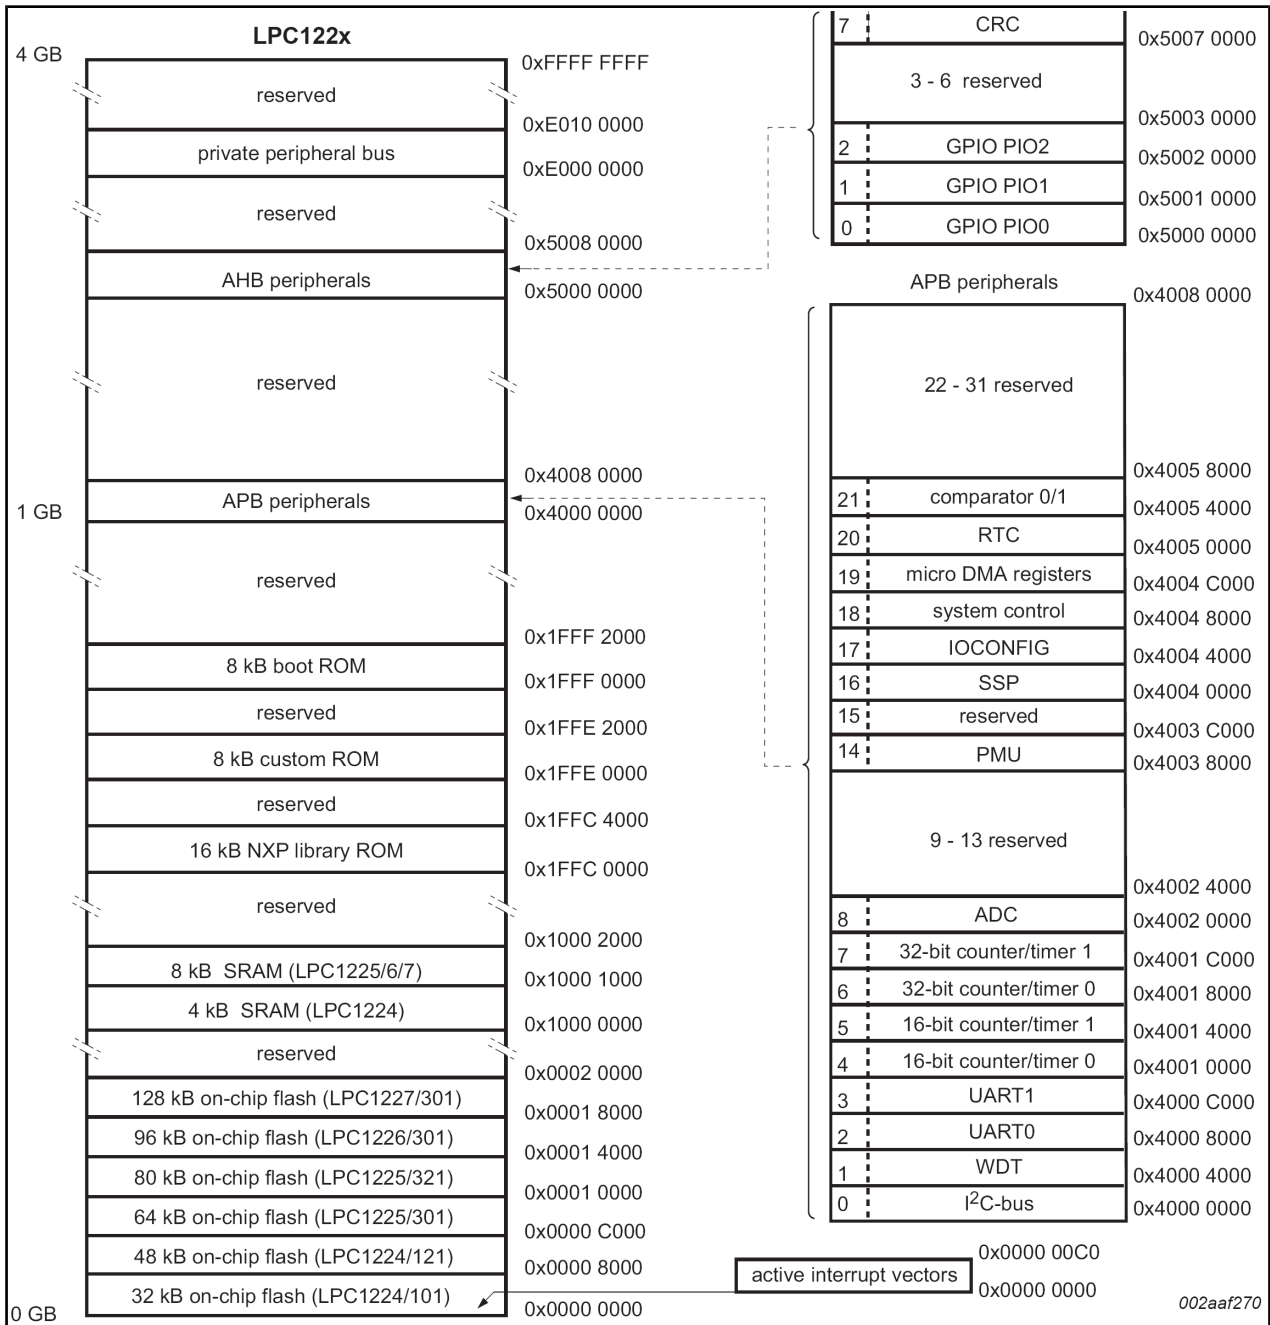 LPC122x
4 GB
0xFFFF FFFF
reserved
0xE010 0000
private peripheral bus
0xE000 0000
reserved
0x5008 0000
AHB peripherals
0x5000 0000
reserved
0x4008 0000
APB peripherals
1 GB
0x4000 0000
reserved
0x1FFF 2000
8 kB boot ROM
0x1FFF 0000
reserved
0x1FFE 2000
8 kB custom ROM
0x1FFE 0000
reserved
0x1FFC 4000
16 kB NXP library ROM
0x1FFC 0000
reserved
0x1000 2000
8 kB SRAM (LPC1225/6/7)
0x1000 1000
4 kB SRAM (LPC1224)
0x1000 0000
reserved
0x0002 0000
128 kB on-chip flash (LPC1227/301)
0x0001 8000
96 kB on-chip flash (LPC1226/301)
0x0001 4000
80 kB on-chip flash (LPC1225/321)
0x0001 0000
64 kB on-chip flash (LPC1225/301)
0x0000 C000
48 kB on-chip flash (LPC1224/121)
0x0000 8000
32 kB on-chip flash (LPC1224/101)
0x0000 0000
0 GB
7 CRC
0x5007 0000
3 - 6 reserved
0x5003 0000
2 GPIO PIO2
0x5002 0000
1 GPIO PIO1
0x5001 0000
0 GPIO PIO0
0x5000 0000
APB peripherals
0x4008 0000
22 - 31 reserved
0x4005 8000
21 comparator 0/1
0x4005 4000
20 RTC
0x4005 0000
19 micro DMA registers
0x4004 C000
18 system control
0x4004 8000
17 IOCONFIG
0x4004 4000
16 SSP
0x4004 0000
15 reserved
0x4003 C000
14 PMU
0x4003 8000
9 - 13 reserved
0x4002 4000
8 ADC
0x4002 0000
7 32-bit counter/timer 1
0x4001 C000
6 32-bit counter/timer 0
0x4001 8000
5 16-bit counter/timer 1
0x4001 4000
4 16-bit counter/timer 0
0x4001 0000
3 UART1
0x4000 C000
2 UART0
0x4000 8000
1 WDT
0x4000 4000
0 I2C-bus
0x4000 0000
0x0000 00C0
active interrupt vectors
0x0000 0000
002aaf270